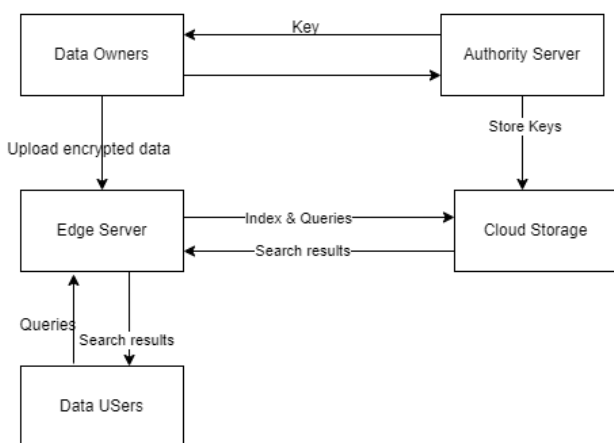 Key
Data Owners
Authority Server
Store Keys
Upload encrypted data
Edge Server
Index & Queries
Search results
Cloud Storage
Queries
Search results
Data USers